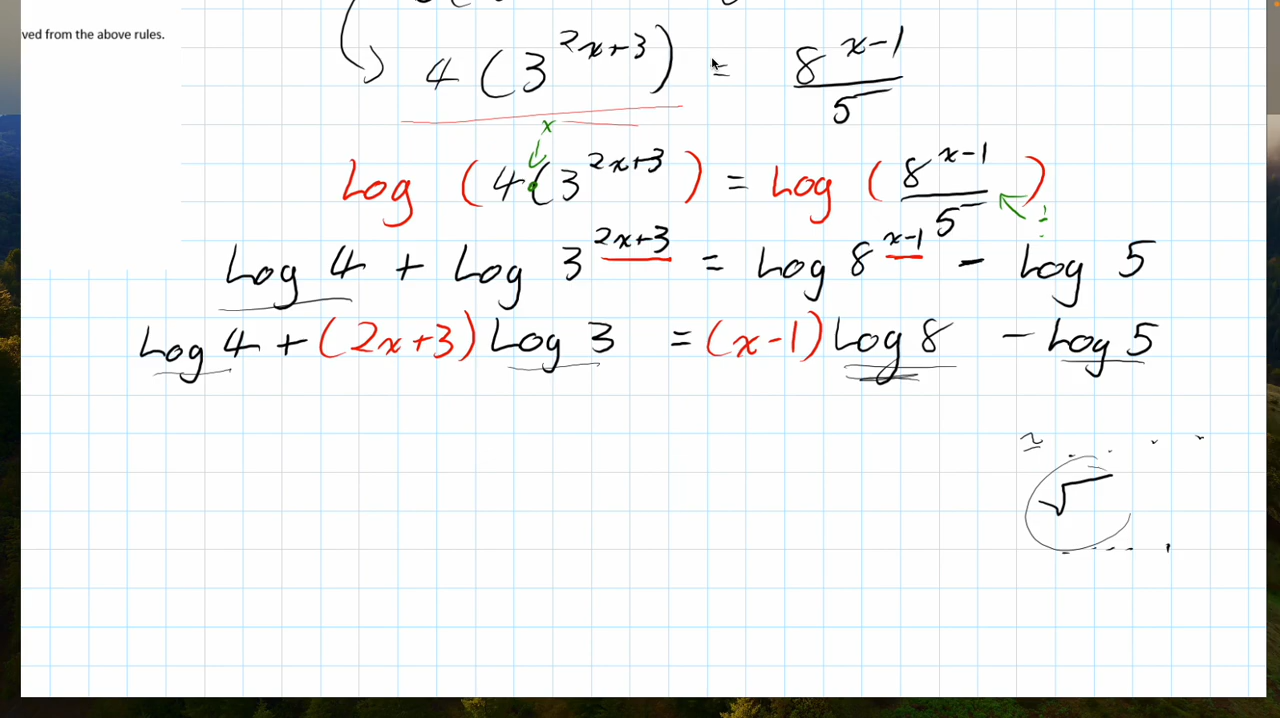 ved from the above rules.
4 (3^{2x+3}) = 8^{x-1}/5
x
Log (4(3^{2x+3}) = Log (8^{x-1}/5) ÷
Log 4 + Log 3^{2x+3} = Log 8^{x-1} - Log 5
Log 4 + (2x+3) Log 3 = (x-1) Log 8 - Log 5
√